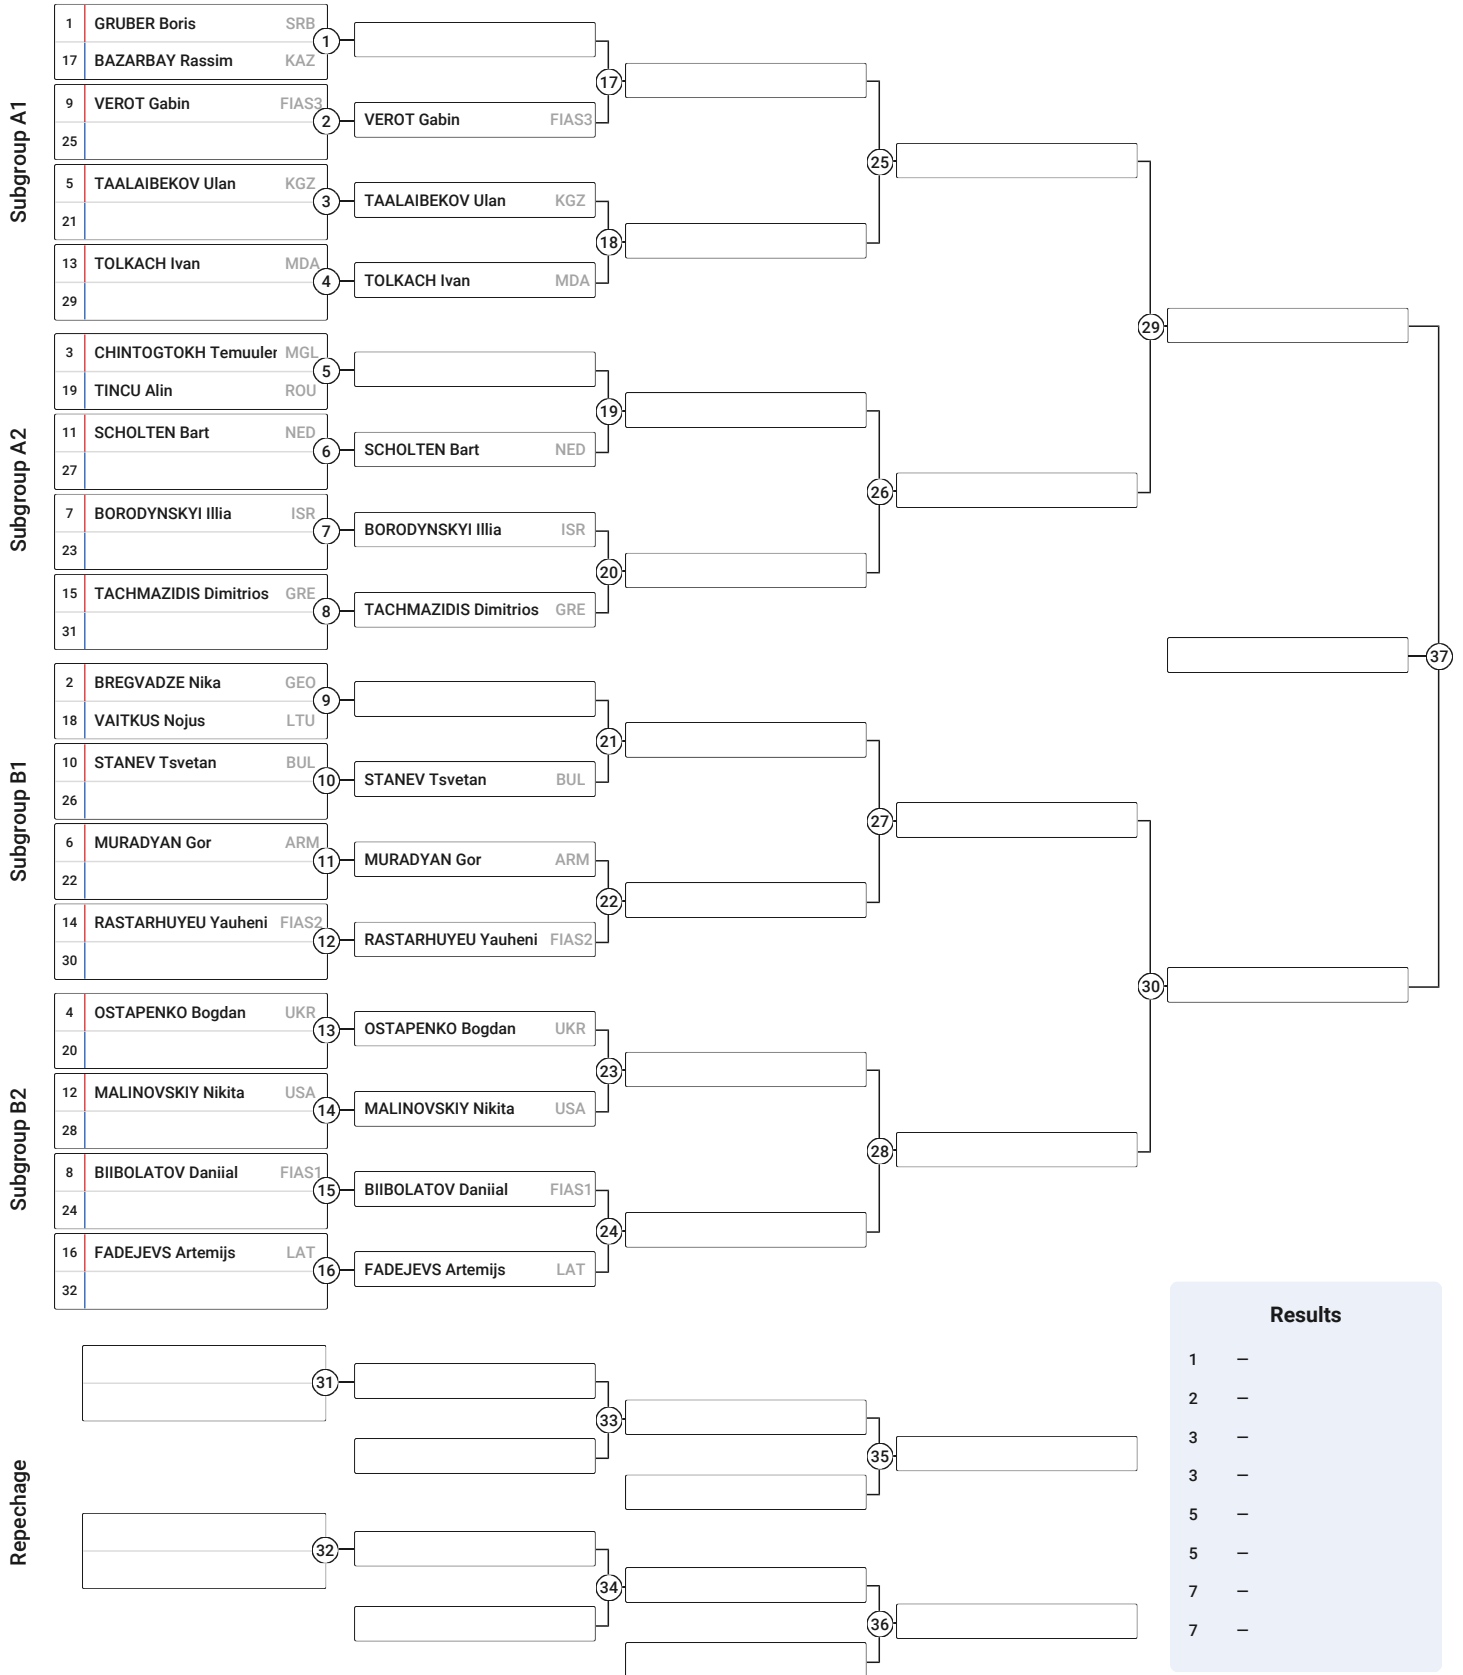 Subgroup A1
1 GRUBER Boris SRB
17 BAZARBAY Rassim KAZ
1
9 VEROT Gabin FIAS3
25
2
VEROT Gabin FIAS3
17
5 TAALAIBEKOV Ulan KGZ
21
3
TAALAIBEKOV Ulan KGZ
13 TOLKACH Ivan MDA
29
4
TOLKACH Ivan MDA
18
25
Subgroup A2
3 CHINTOGTOKH Temuuler MGL
19 TINCU Alin ROU
5
11 SCHOLTEN Bart NED
27
6
SCHOLTEN Bart NED
19
7 BORODYNSKYI Illia ISR
23
7
BORODYNSKYI Illia ISR
15 TACHMAZIDIS Dimitrios GRE
31
8
TACHMAZIDIS Dimitrios GRE
20
26
29
Subgroup B1
2 BREGVADZE Nika GEO
18 VAITKUS Nojus LTU
9
10 STANEV Tsvetan BUL
26
10
STANEV Tsvetan BUL
21
6 MURADYAN Gor ARM
22
11
MURADYAN Gor ARM
14 RASTARHUYEU Yauheni FIAS2
30
12
RASTARHUYEU Yauheni FIAS2
22
27
Subgroup B2
4 OSTAPENKO Bogdan UKR
20
13
OSTAPENKO Bogdan UKR
12 MALINOVSKIY Nikita USA
28
14
MALINOVSKIY Nikita USA
23
8 BIIBOLATOV Daniial FIAS1
24
15
BIIBOLATOV Daniial FIAS1
16 FADEJEVS Artemijs LAT
32
16
FADEJEVS Artemijs LAT
24
28
30
37
Repechage
31
33
35
32
34
36
Results
1 –
2 –
3 –
3 –
5 –
5 –
7 –
7 –